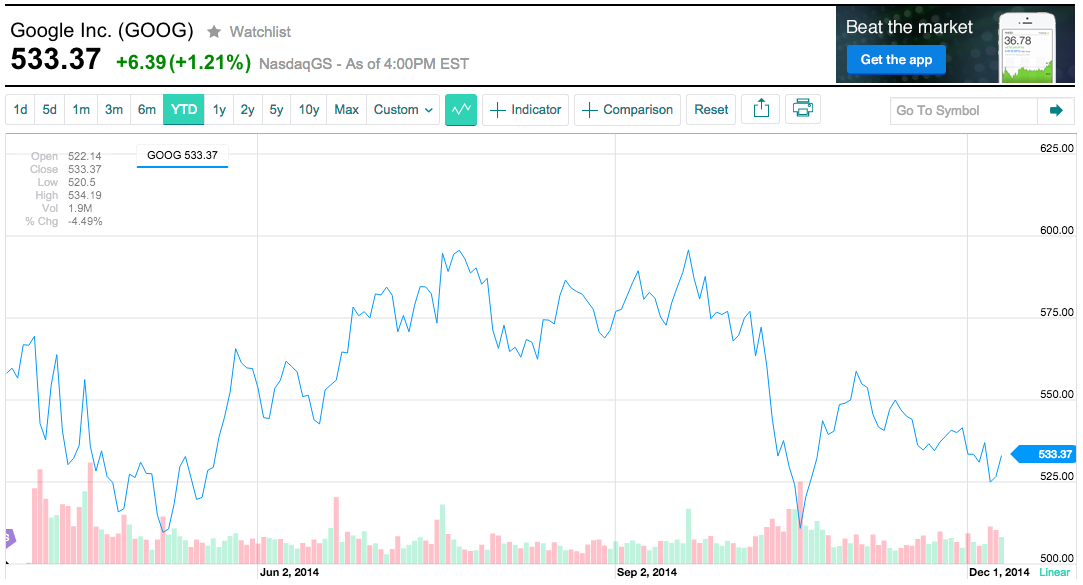 Google Inc. (GOOG) ★ Watchlist
533.37 +6.39 (+1.21%) NasdaqGS - As of 4:00PM EST
Beat the market
Get the app
36.78
1d 5d 1m 3m 6m YTD 1y 2y 5y 10y Max Custom Indicator Comparison Reset Go To Symbol
Open 522.14
Close 533.37
Low 520.5
High 534.19
Vol 1.9M
% Chg -4.49%
GOOG 533.37
625.00
600.00
575.00
550.00
533.37
525.00
500.00
Jun 2, 2014 Sep 2, 2014 Dec 1, 2014 Linear